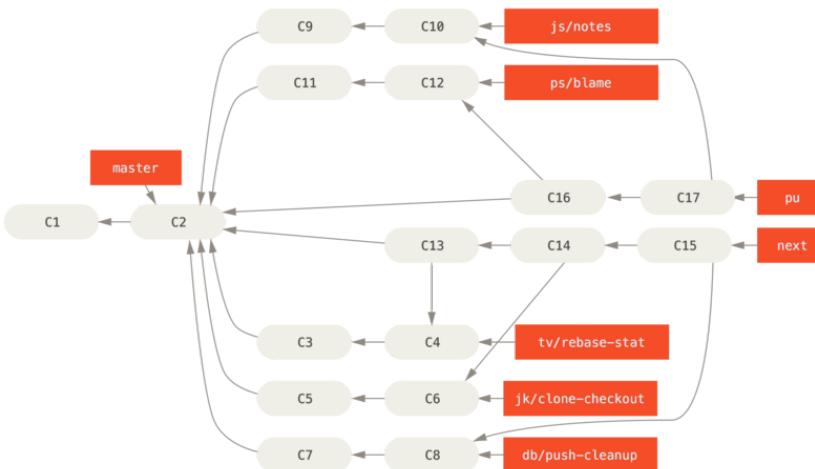 C9
C10
js/notes
C11
C12
ps/blame
master
C16
C17
pu
C1
C2
C13
C14
C15
next
C3
C4
tv/rebase-stat
C5
C6
jk/clone-checkout
C7
C8
db/push-cleanup